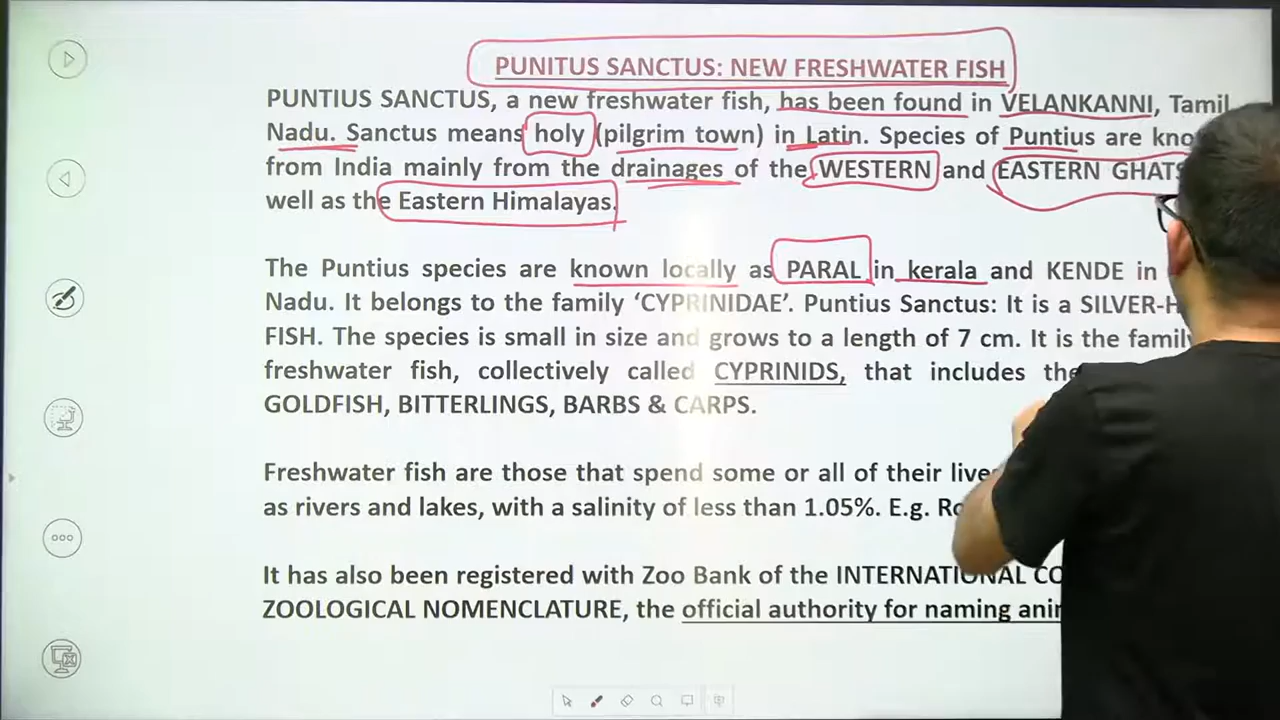 PUNITUS SANCTUS: NEW FRESHWATER FISH
PUNTIUS SANCTUS, a new freshwater fish, has been found in VELANKANNI, Tamil
Nadu. Sanctus means holy (pilgrim town) in Latin. Species of Puntius are
from India mainly from the drainages of the WESTERN and EASTERN GHATS
well as the Eastern Himalayas.
The Puntius species are known locally as PARAL in kerala and KENDE in
Nadu. It belongs to the family ‘CYPRINIDAE’. Puntius Sanctus: It is a
FISH. The species is small in size and grows to a length of 7 cm. It is the family
freshwater fish, collectively called CYPRINIDS, that includes the
GOLDFISH, BITTERLINGS, BARBS & CARPS.
Freshwater fish are those that spend some or all of their
as rivers and lakes, with a salinity of less than 1.05%. E.g.
It has also been registered with Zoo Bank of the INTERNATIONAL
ZOOLOGICAL NOMENCLATURE, the official authority for naming